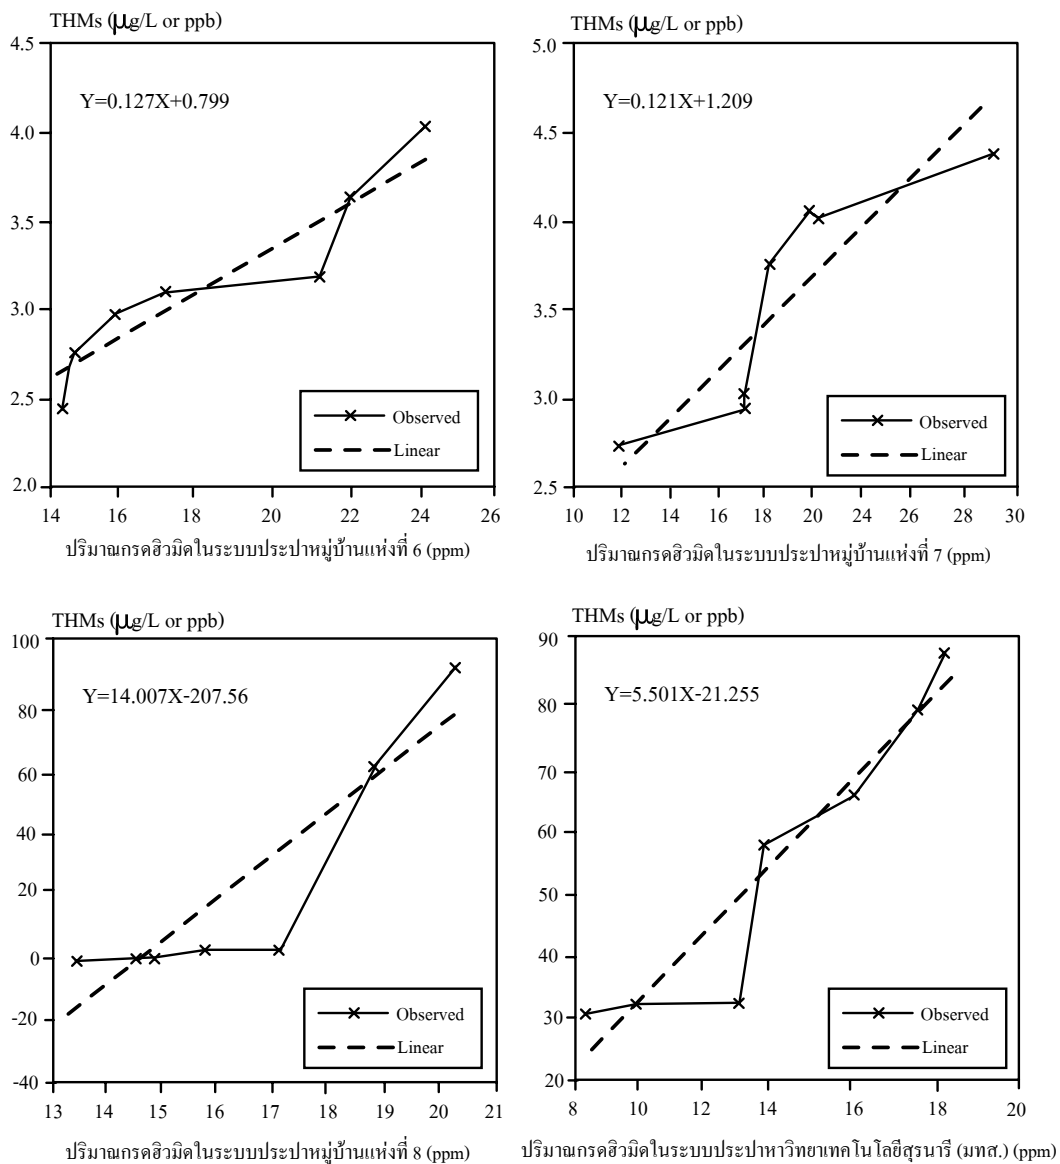 THMs (μg/L or ppb)
4.5
Y=0.127X+0.799
4.0
3.5
3.0
2.5
2.0
Observed
Linear
14 16 20 22 24 26
ปริมาณกรดฮิวมิดในระบบประปาหมู่บ้านแห่งที่ 6 (ppm)
THMs (μg/L or ppb)
5.0
Y=0.121X+1.209
4.5
4.0
3.5
3.0
2.5
Observed
Linear
10 12 14 16 18 20 24 26 28 30
ปริมาณกรดฮิวมิดในระบบประปาหมู่บ้านแห่งที่ 7 (ppm)
THMs (μg/L or ppb)
100
Y=14.007X-207.56
80
60
40
20
0
-20
-40
Observed
Linear
13 14 15 16 17 18 19 20 21
ปริมาณกรดฮิวมิดในระบบประปาหมู่บ้านแห่งที่ 8 (ppm)
THMs (μg/L or ppb)
90
Y=5.501X-21.255
80
70
60
50
40
30
20
Observed
Linear
8 10 12 14 16 18 20
ปริมาณกรดฮิวมิดในระบบประปาหาวิทยาเทคโนโลยีสุรนารี (มทส.) (ppm)